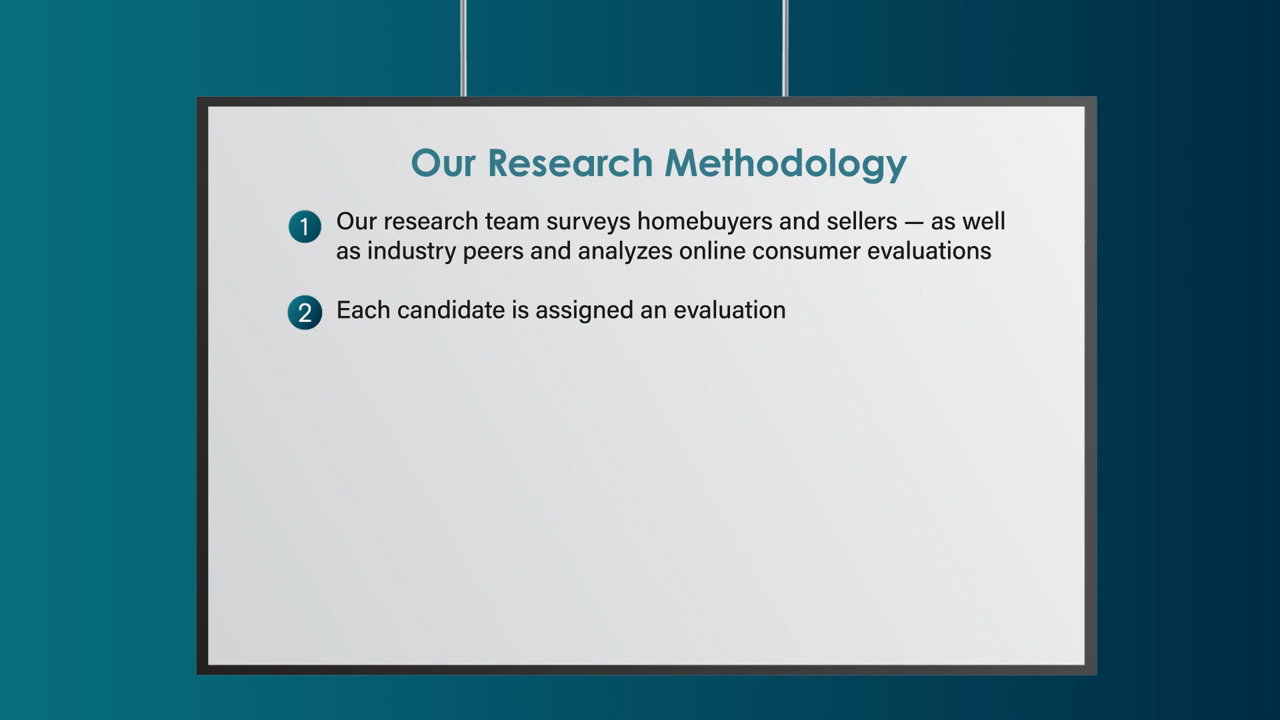 Our Research Methodology
1 Our research team surveys homebuyers and sellers — as well
as industry peers and analyzes online consumer evaluations
2 Each candidate is assigned an evaluation